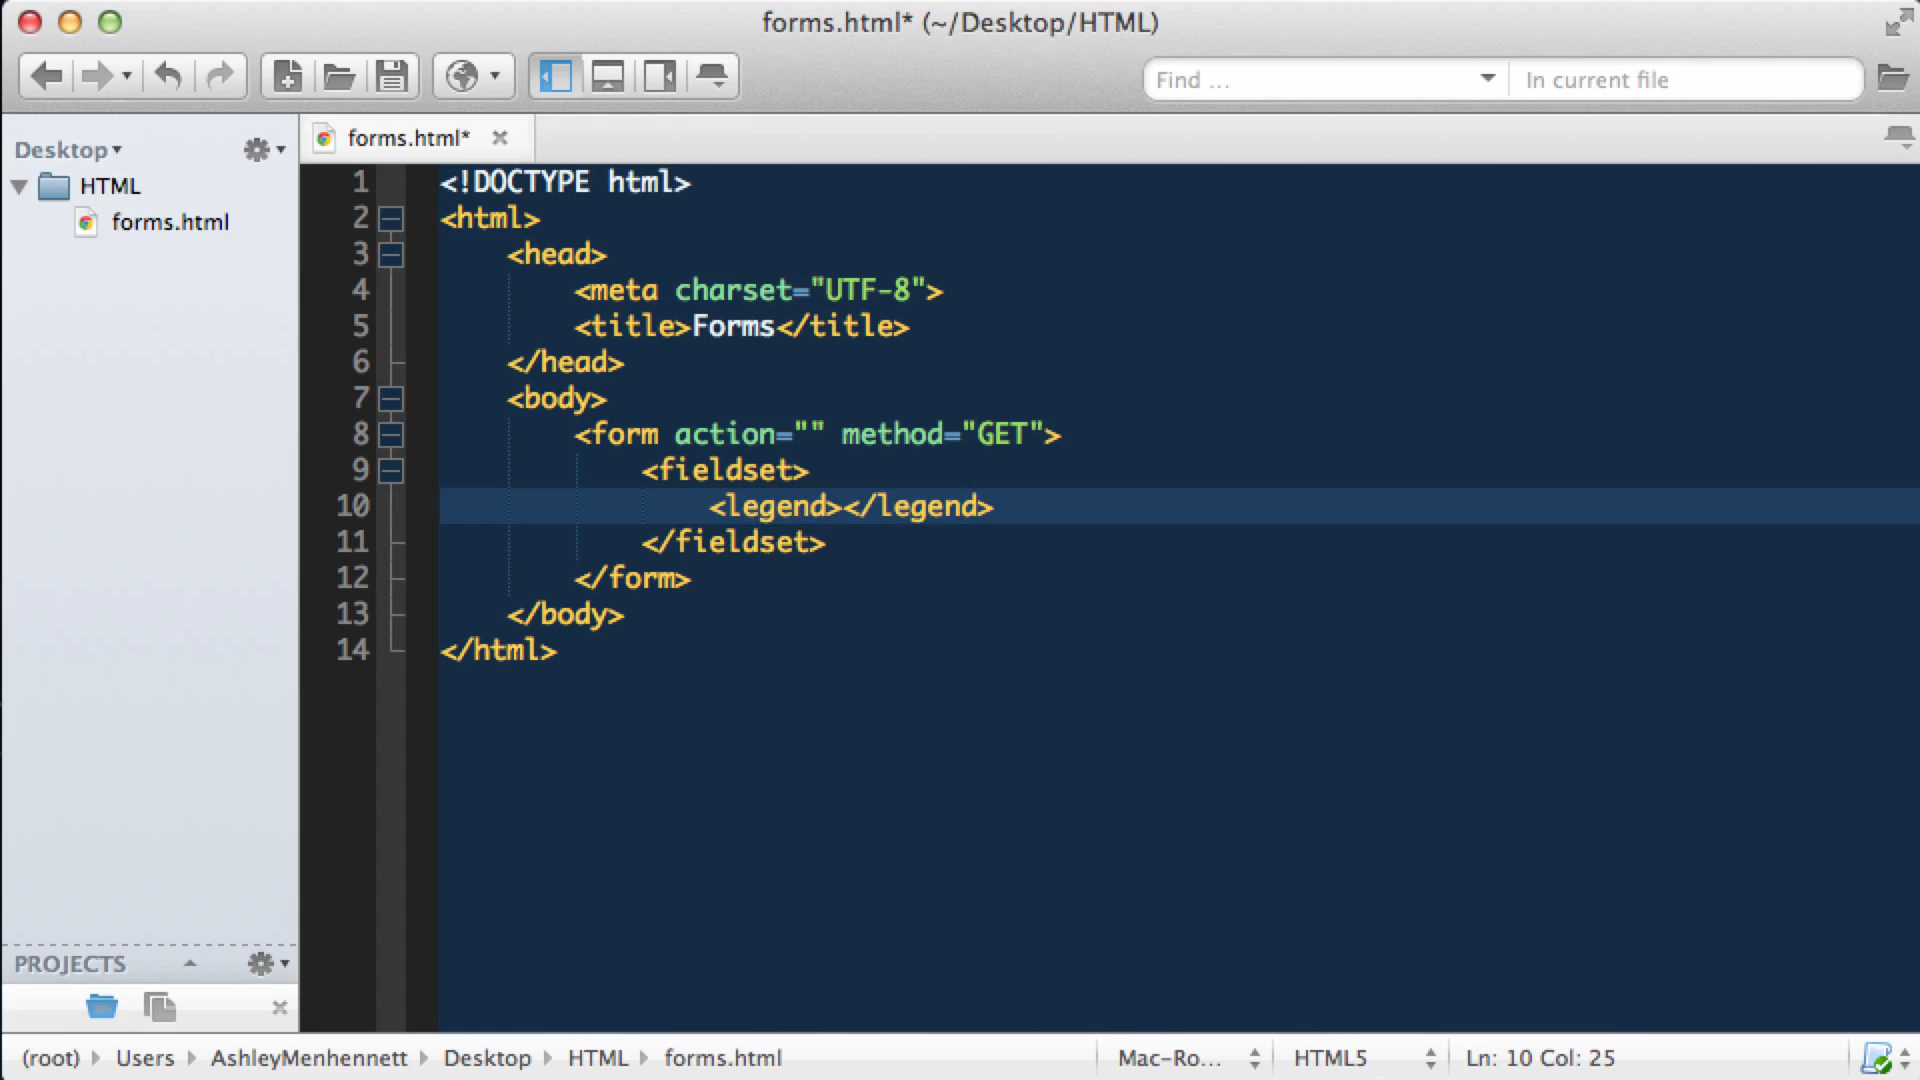 forms.html* (~/Desktop/HTML)
Find ...
In current file
Desktop
forms.html*
HTML
forms.html
1 <!DOCTYPE html>
2 <html>
3 <head>
4 <meta charset="UTF-8">
5 <title>Forms</title>
6 </head>
7 <body>
8 <form action="" method="GET">
9 <fieldset>
10 <legend></legend>
11 </fieldset>
12 </form>
13 </body>
14 </html>
PROJECTS
(root) Users AshleyMenhennett Desktop HTML forms.html
Mac-Ro... HTML5 Ln: 10 Col: 25